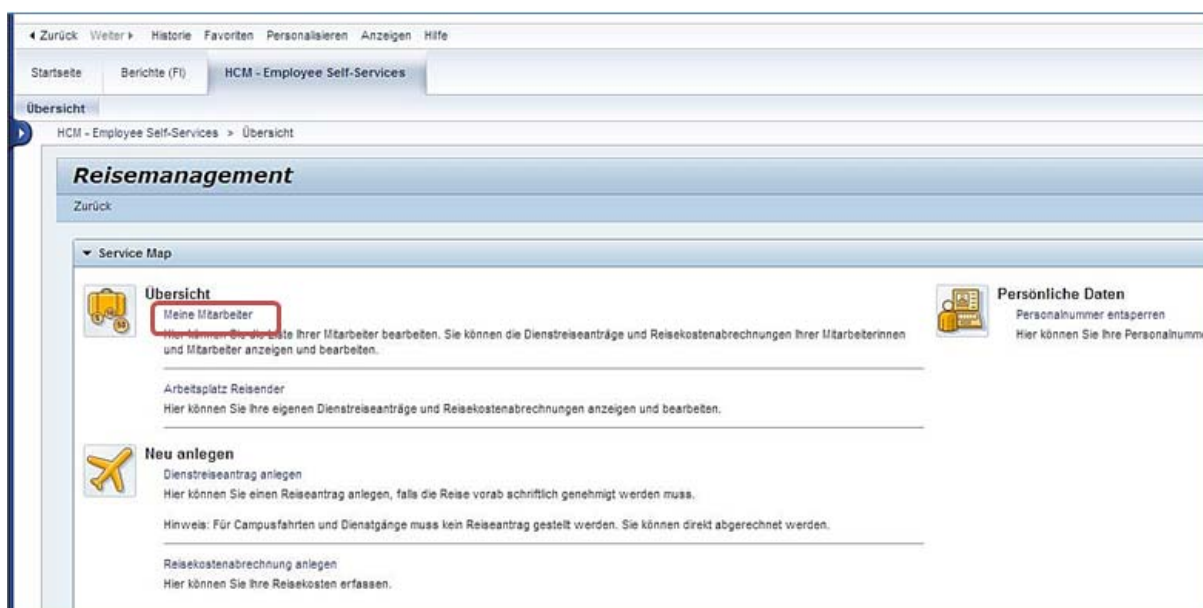 Zurück Weiter Historie Favoriten Personalisieren Anzeigen Hilfe
Startseite Berichte (FI) HCM - Employee Self-Services
Übersicht
HCM - Employee Self-Services > Übersicht
Reisemanagement
Zurück
Service Map
Übersicht
Meine Mitarbeiter
Hier können Sie die Liste Ihrer Mitarbeiter bearbeiten. Sie können die Dienstreiseanträge und Reisekostenabrechnungen Ihrer Mitarbeiterinnen
und Mitarbeiter anzeigen und bearbeiten.
Arbeitsplatz Reisender
Hier können Sie Ihre eigenen Dienstreiseanträge und Reisekostenabrechnungen anzeigen und bearbeiten.
Neu anlegen
Dienstreiseantrag anlegen
Hier können Sie einen Reiseantrag anlegen, falls die Reise vorab schriftlich genehmigt werden muss.
Hinweis: Für Campusfahrten und Dienstgänge muss kein Reiseantrag gestellt werden. Sie können direkt abgerechnet werden.
Reisekostenabrechnung anlegen
Hier können Sie Ihre Reisekosten erfassen.
Persönliche Daten
Personalnummer entsperren
Hier können Sie Ihre Personalnumm